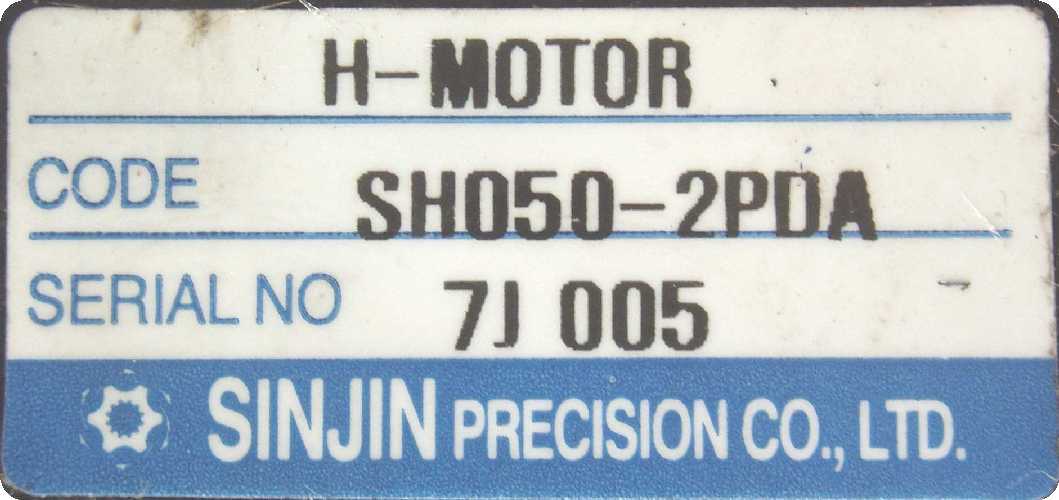 H-MOTOR
CODE SH050-2PDA
SERIAL NO 7J 005
SINJIN PRECISION CO., LTD.